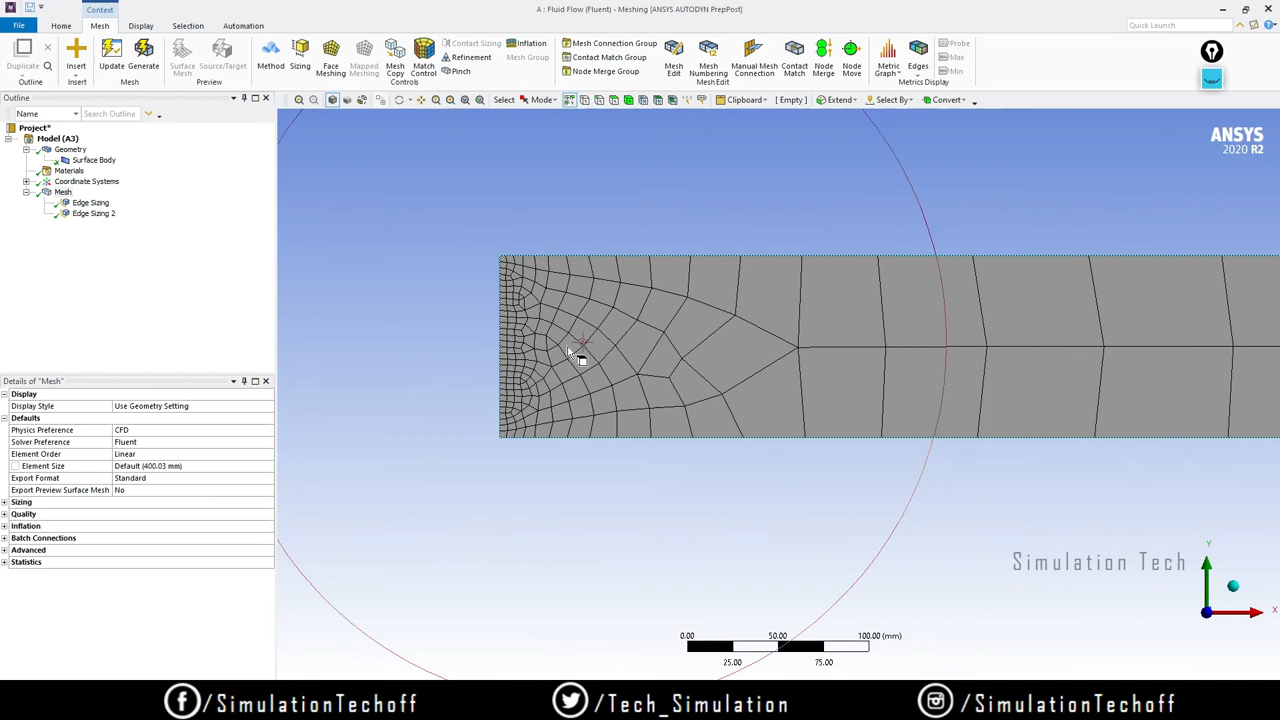 A : Fluid Flow (Fluent) - Meshing [ANSYS AUTODYN PrepPost]
Context
File Home Mesh Display Selection Automation
Quick Launch
Duplicate
Outline
Insert
Insert
Update Generate
Mesh
Surface Mesh Source/Target
Preview
Method Sizing Face Meshing Mapped Meshing Mesh Copy Match Control
Contact Sizing
Refinement
Pinch
Inflation
Mesh Group
Controls
Mesh Connection Group
Contact Match Group
Node Merge Group
Mesh Edit Mesh Numbering Manual Mesh Connection Contact Match Node Merge Node Move
Mesh Edit
Metric Graph Edges
Probe
Max
Min
Metrics Display
Outline
Name Search Outline
Select Mode Clipboard [ Empty ] Extend Select By Convert
Project*
Model (A3)
Geometry
Surface Body
Materials
Coordinate Systems
Mesh
Edge Sizing
Edge Sizing 2
ANSYS
2020 R2
Details of "Mesh"
Display
Display Style Use Geometry Setting
Defaults
Physics Preference CFD
Solver Preference Fluent
Element Order Linear
Element Size Default (400.03 mm)
Export Format Standard
Export Preview Surface Mesh No
Sizing
Quality
Inflation
Batch Connections
Advanced
Statistics
Simulation Tech
Y
X
0.00 50.00 100.00 (mm)
25.00 75.00
/SimulationTechoff /Tech_Simulation /SimulationTechoff